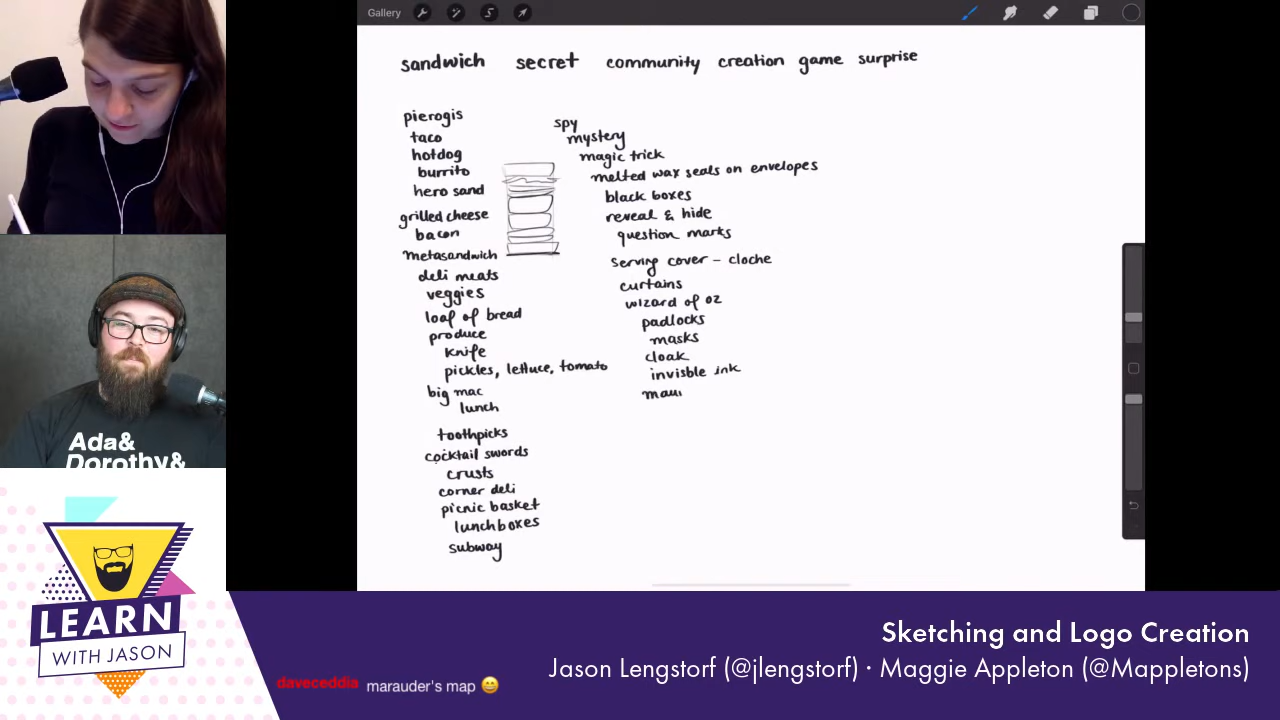 Gallery
sandwich secret community creation game surprise
pierogis
taco
hotdog
burrito
hero sand
grilled cheese
bacon
metasandwich
deli meats
veggies
loaf of bread
produce
knife
pickles, lettuce, tomato
big mac
lunch
toothpicks
cocktail swords
crusts
corner deli
picnic basket
lunchboxes
subway
spy
mystery
magic trick
melted wax seals on envelopes
black boxes
reveal & hide
question marks
serving cover – cloche
curtains
wizard of oz
padlocks
masks
cloak
invisble ink
mau
Ada&
Dorothy&
LEARN
WITH JASON
Sketching and Logo Creation
Jason Lengstorf (@jlengstorf) · Maggie Appleton (@Mappletons)
daveceddia marauder's map 😄